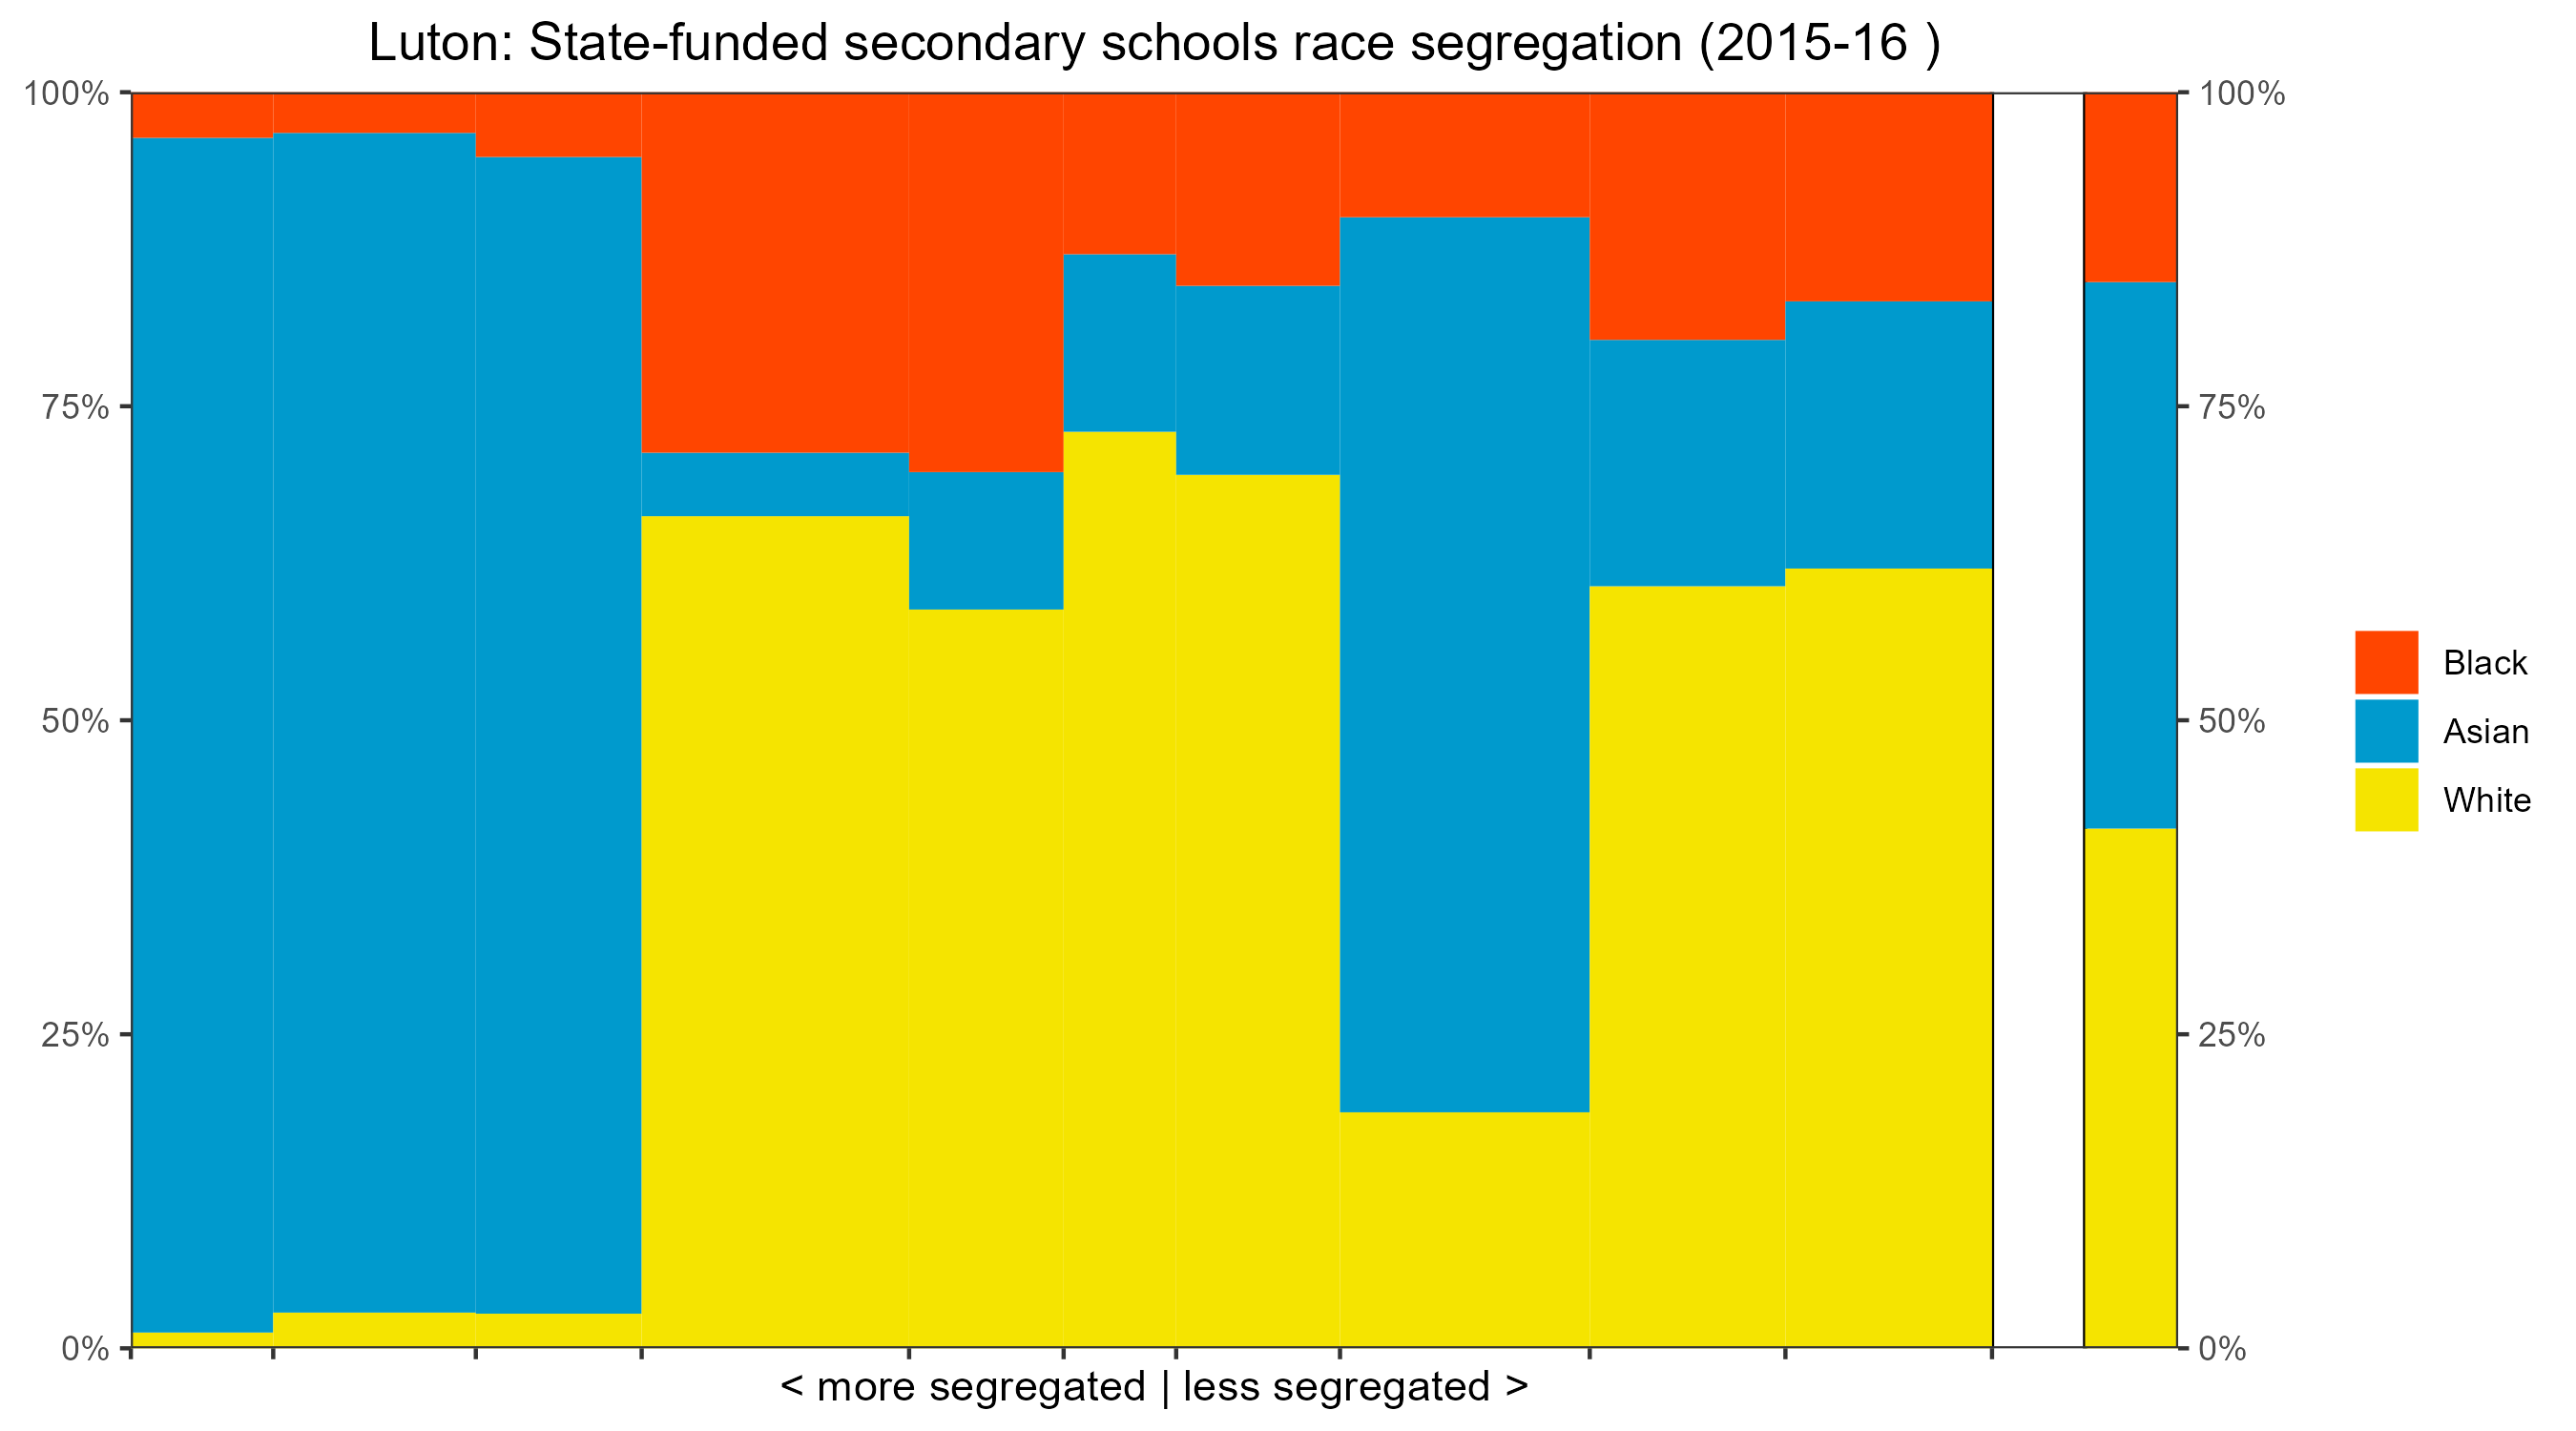 Luton: State-funded secondary schools race segregation (2015-16 )
100%
75%
50%
25%
0%
100%
75%
50%
25%
0%
Black
Asian
White
< more segregated | less segregated >